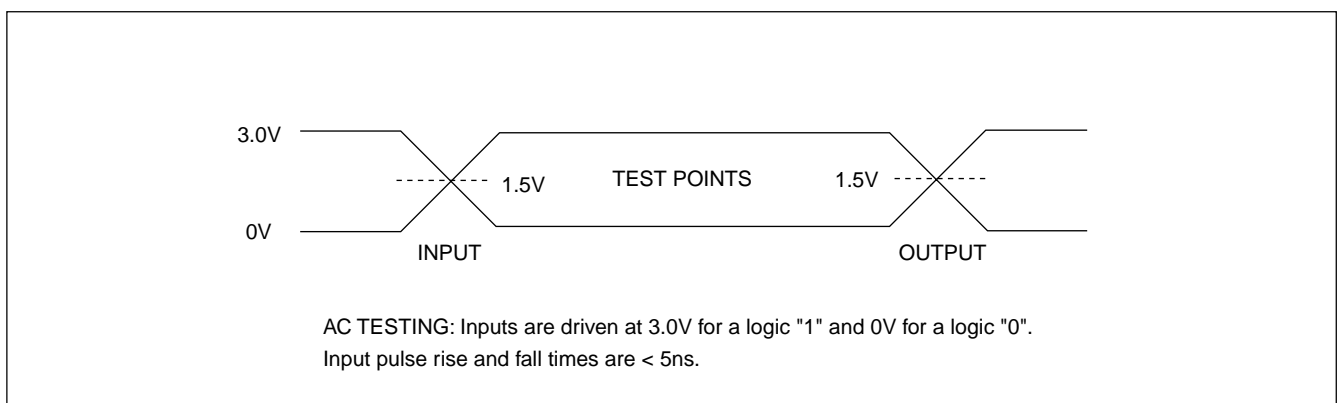 3.0V
1.5V TEST POINTS 1.5V
0V
INPUT OUTPUT
AC TESTING: Inputs are driven at 3.0V for a logic "1" and 0V for a logic "0".
Input pulse rise and fall times are < 5ns.